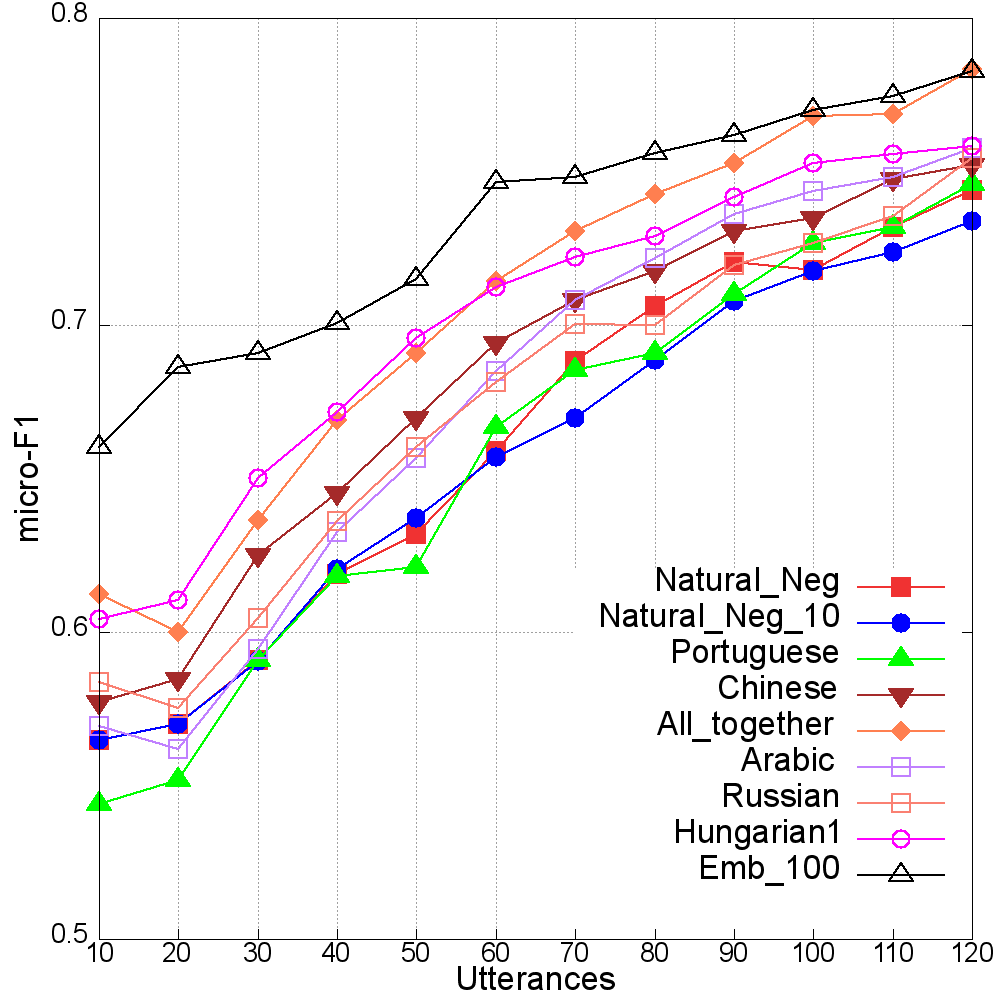 0.8
0.7
0.6
0.5
micro-F1
10 20 30 40 50 60 70 80 90 100 110 120
Utterances
Natural_Neg
Natural_Neg_10
Portuguese
Chinese
All_together
Arabic
Russian
Hungarian1
Emb_100